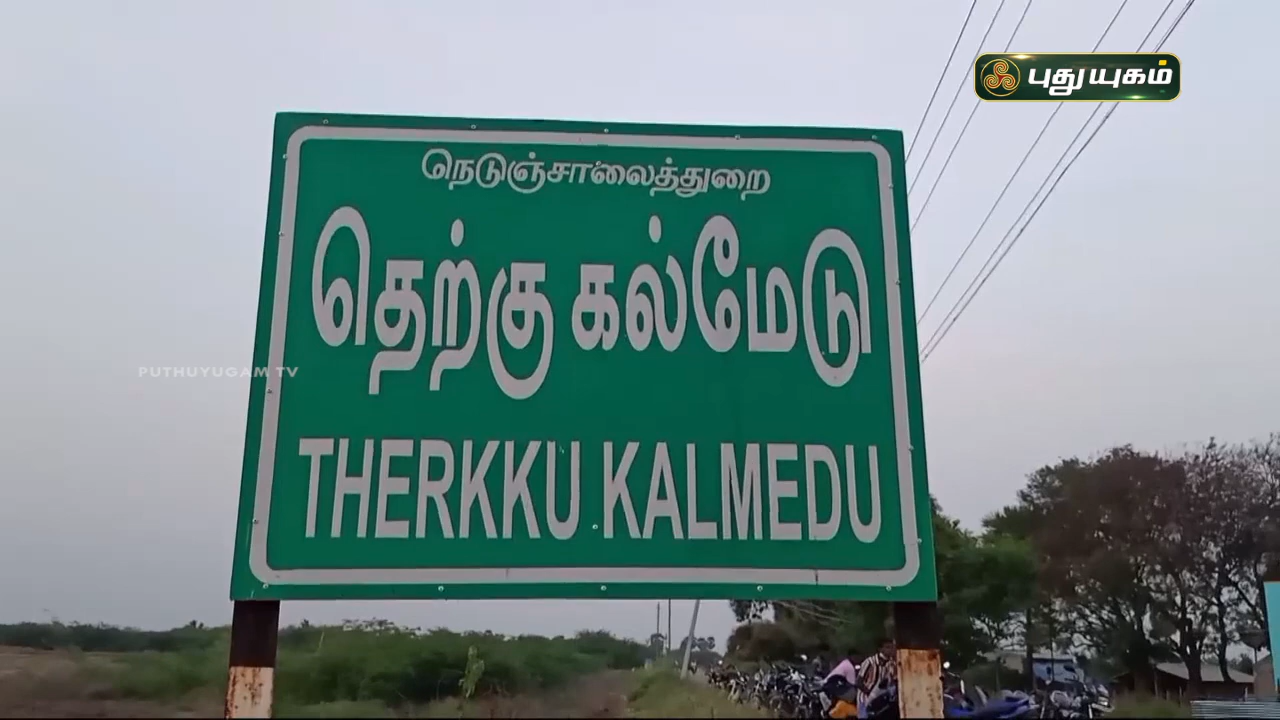 புதுயுகம்
நெடுஞ்சாலைத்துறை
தெற்கு கல்மேடு
PUTHUYUGAM TV
THERKKU KALMEDU